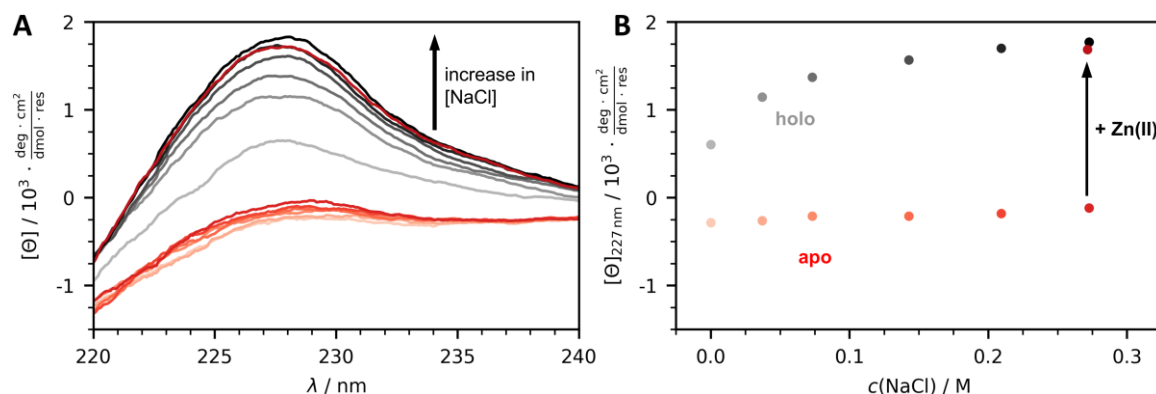 A
[Θ] / 10³ · deg · cm² / dmol · res
2
1
0
-1
increase in
[NaCl]
220
225
230
235
240
λ / nm
B
[Θ]227 nm / 10³ · deg · cm² / dmol · res
2
1
0
-1
holo
+ Zn(II)
apo
0.0
0.1
0.2
0.3
c(NaCl) / M